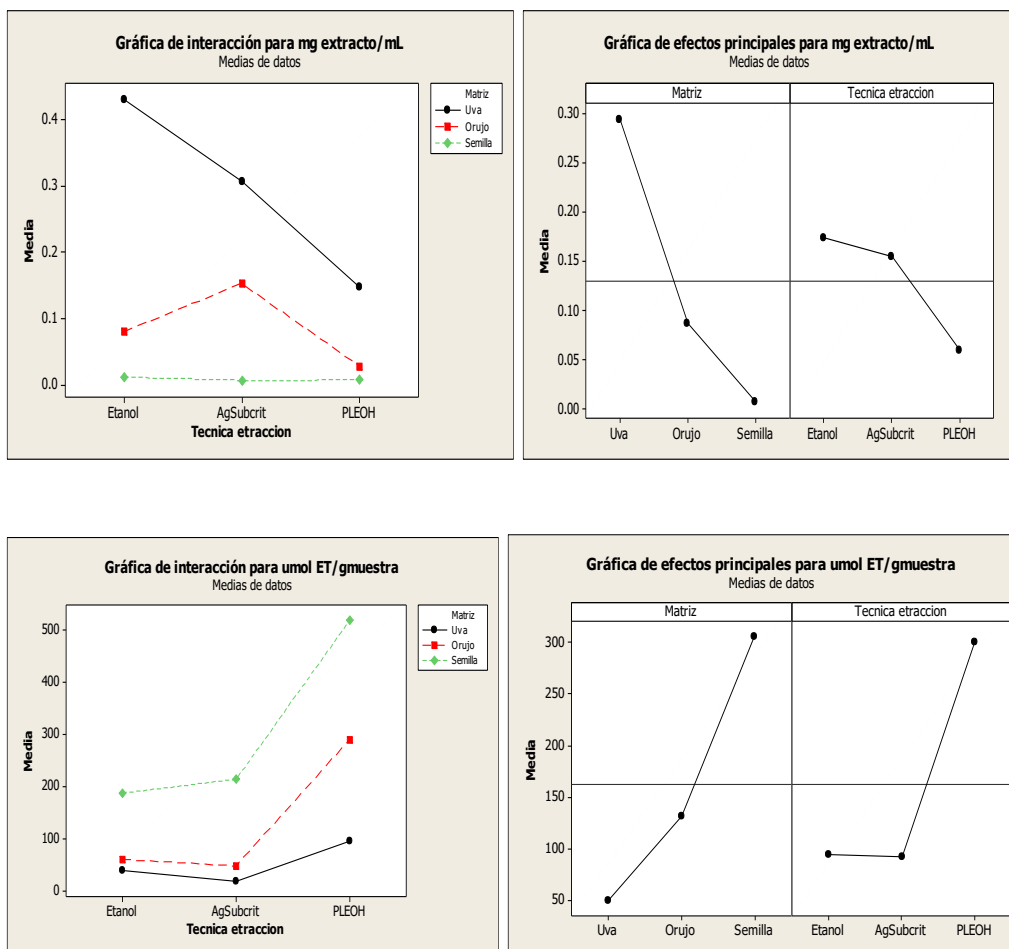 Gráfica de interacción para mg extracto/mL
Medias de datos
Matriz
Uva
Orujo
Semilla
0.4
0.3
0.2
0.1
0.0
Media
Etanol AgSubcrit PLEOH
Tecnica etraccion
Gráfica de efectos principales para mg extracto/mL
Medias de datos
Matriz Tecnica etraccion
0.30
0.25
0.20
0.15
0.10
0.05
0.00
Media
Uva Orujo Semilla Etanol AgSubcrit PLEOH
Gráfica de interacción para umol ET/gmuestra
Medias de datos
Matriz
Uva
Orujo
Semilla
500
400
300
200
100
0
Media
Etanol AgSubcrit PLEOH
Tecnica etraccion
Gráfica de efectos principales para umol ET/gmuestra
Medias de datos
Matriz Tecnica etraccion
300
250
200
150
100
50
Media
Uva Orujo Semilla Etanol AgSubcrit PLEOH